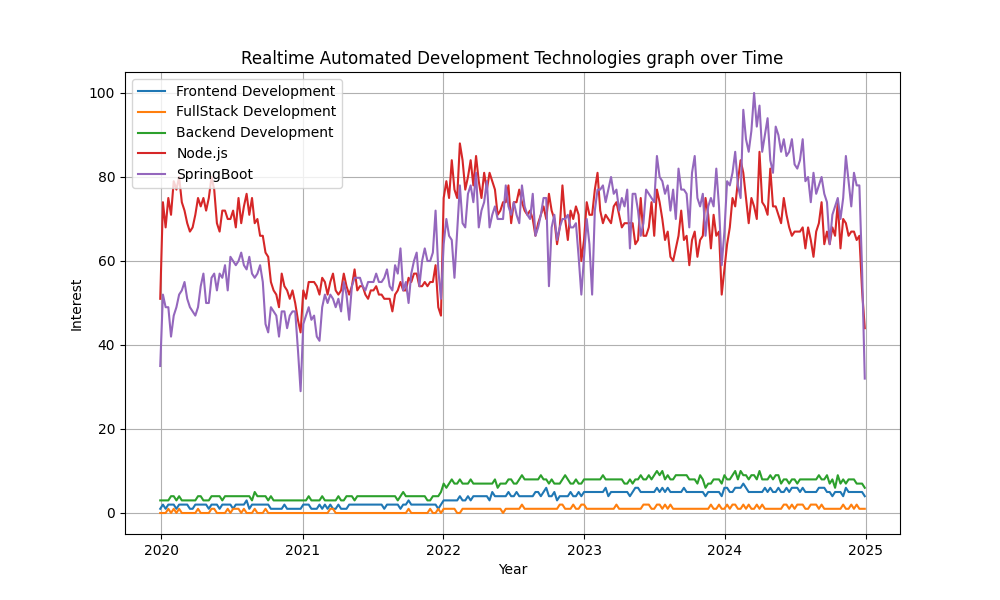 Realtime Automated Development Technologies graph over Time
Frontend Development
FullStack Development
Backend Development
Node.js
SpringBoot
100
80
60
40
20
0
Interest
2020 2021 2022 2023 2024 2025
Year